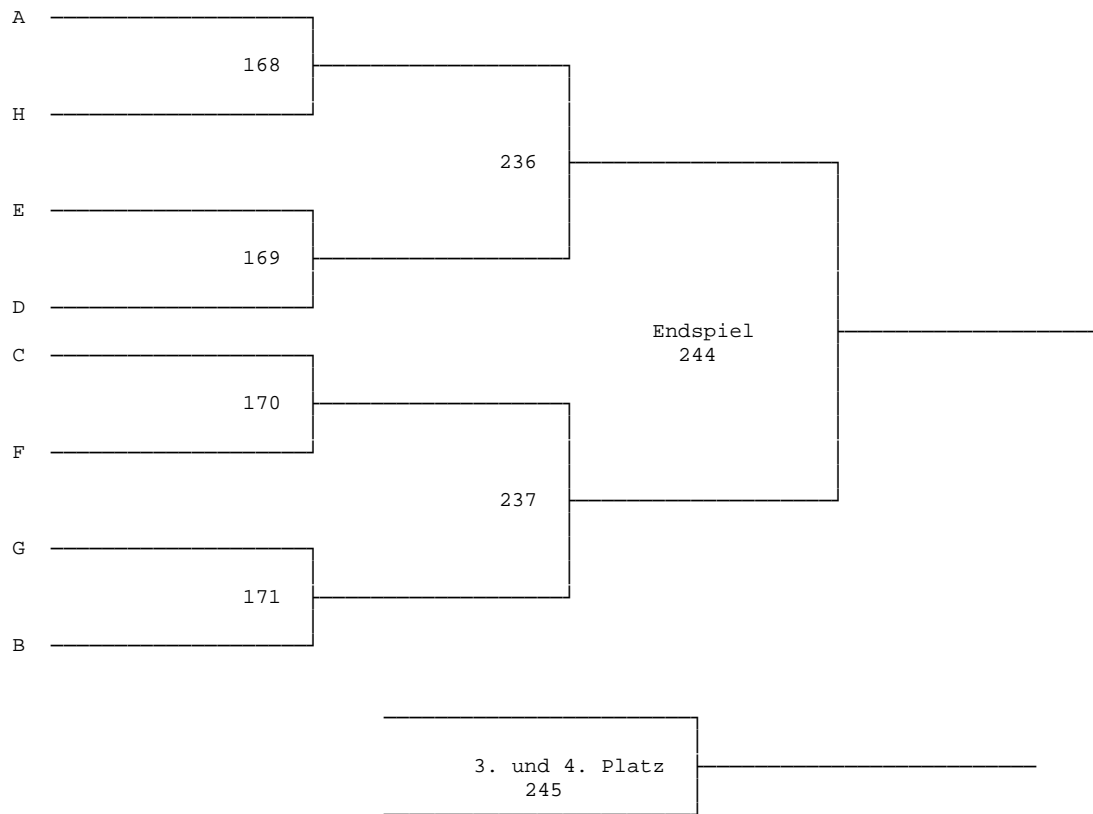 A
168
H
236
E
169
D
Endspiel
C
244
170
F
237
G
171
B
3. und 4. Platz
245